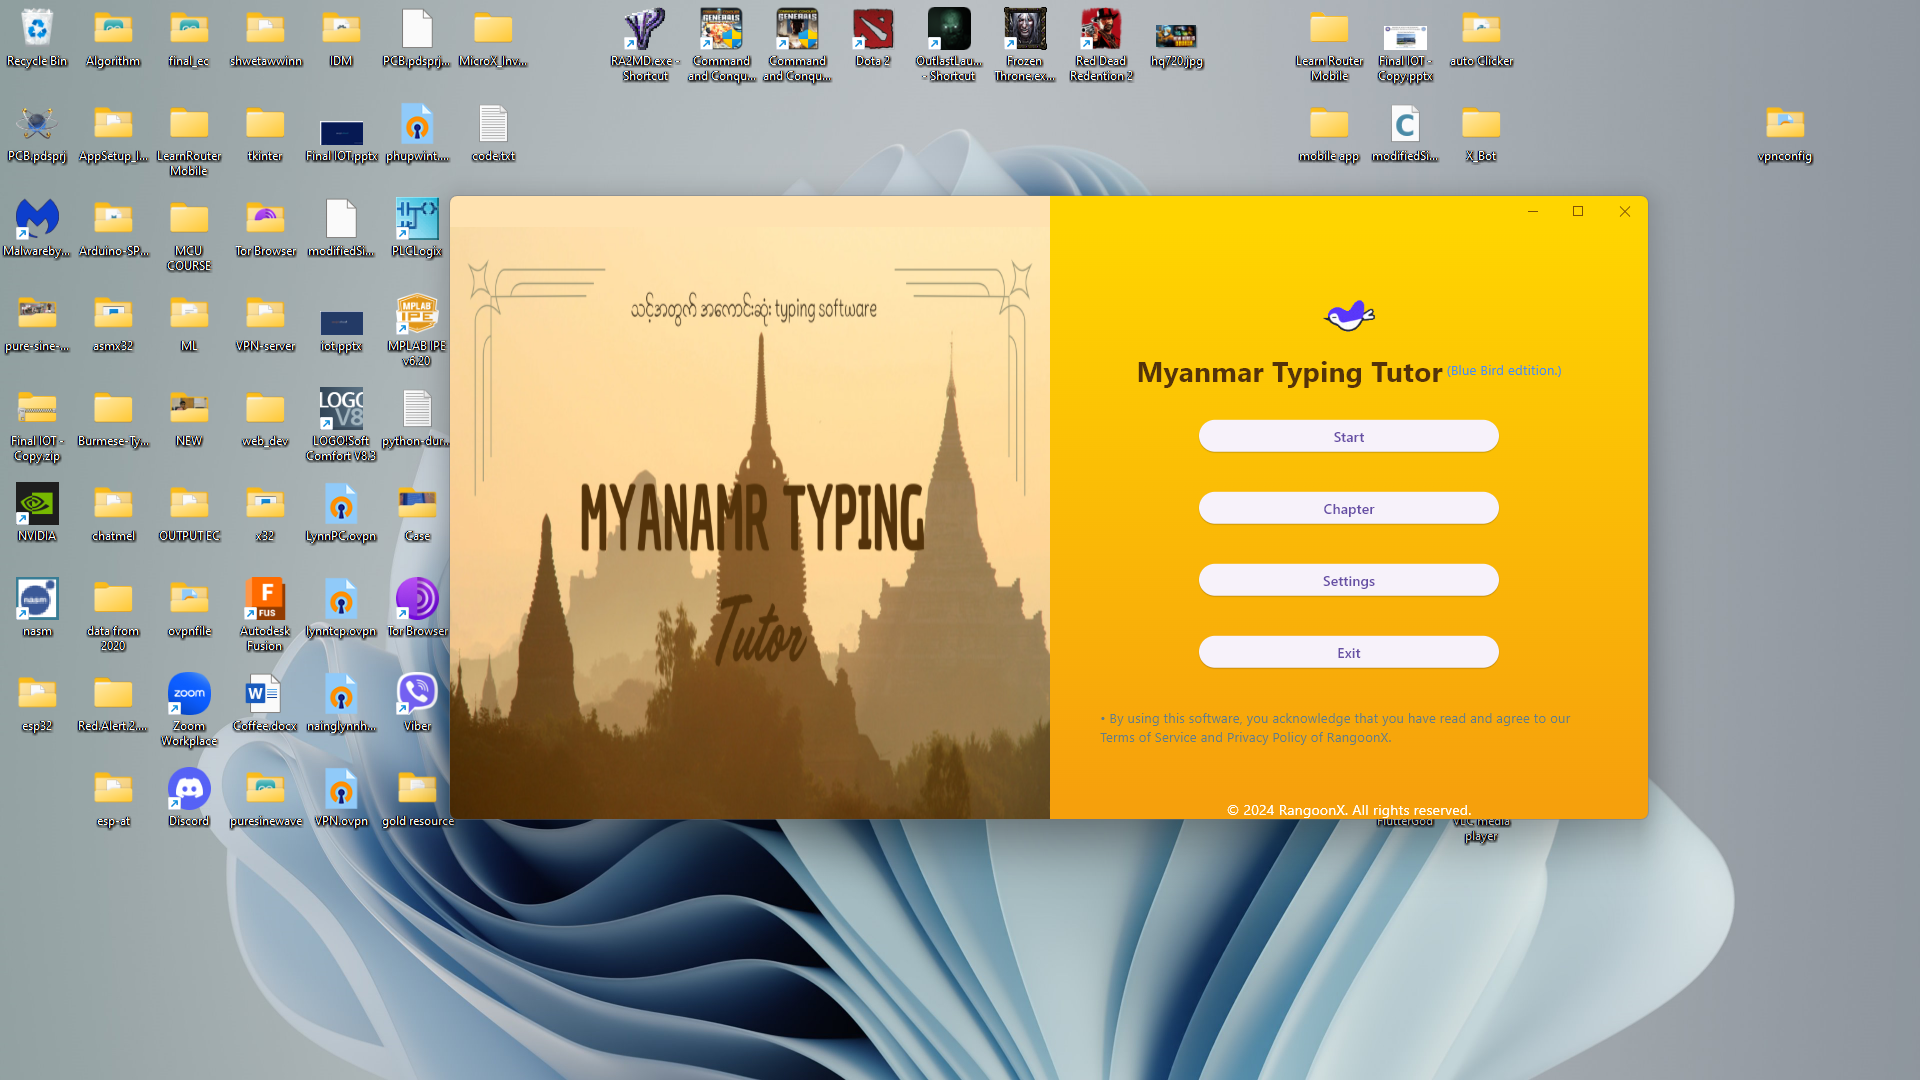 Recycle Bin
Algorithm
final_ec
shwetawwinn
IDM
PCB.pdsprj...
MicroX_Inv...
RA2MD.exe - Shortcut
Command and Conqu...
Command and Conqu...
Dota 2
OutlastLau... - Shortcut
Frozen Throne.ex...
Red Dead Redention 2
hq720.jpg
Learn Router Mobile
Final IOT - Copy.pptx
auto Clicker
PCB.pdsprj
AppSetup_I...
LearnRouter Mobile
tkinter
Final IOT.pptx
phupwint....
code.txt
mobile app
modifiedSi...
X_Bot
vpnconfig
Malwareby...
Arduino-SP...
MCU COURSE
Tor Browser
modifiedSi...
PLCLogix
pure-sine-...
asmx32
ML
VPN-server
iot.pptx
MPLAB IPE v6.20
Final IOT - Copy.zip
Burmese-Ty...
NEW
web_dev
LOGO!Soft Comfort V8.3
python-dur...
NVIDIA
chatmel
OUTPUT EC
x32
LynnPC.ovpn
Case
nasm
data from 2020
ovpnfile
Autodesk Fusion
lynntcp.ovpn
Tor Browser
esp32
Red.Alert.2....
Zoom Workplace
Coffee.docx
nainglynnh...
Viber
esp-at
Discord
puresinewave
VPN.ovpn
gold resource
သင့်အတွက် အကောင်းဆုံး typing software
MYANAMR TYPING
Tutor
Myanmar Typing Tutor (Blue Bird edtition.)
Start
Chapter
Settings
Exit
• By using this software, you acknowledge that you have read and agree to our
Terms of Service and Privacy Policy of RangoonX.
© 2024 RangoonX. All rights reserved.
FlutterGod
VLC media player